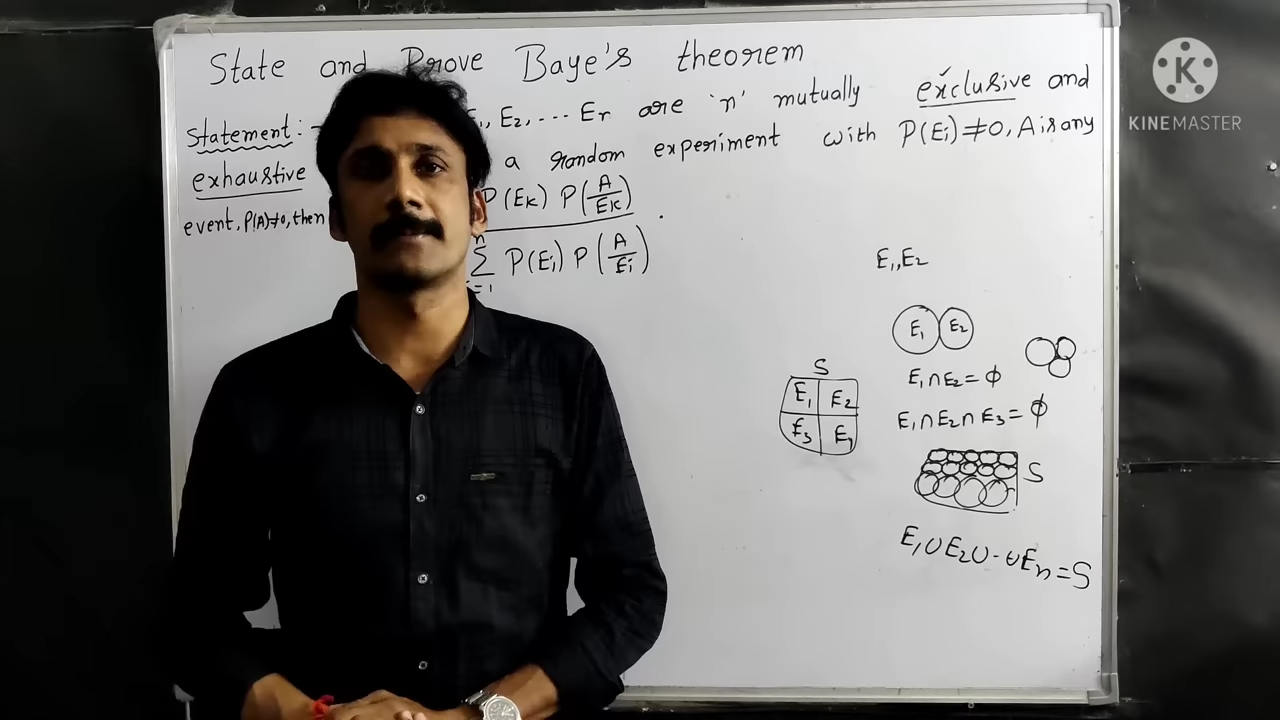 State and Prove Baye's theorem
Statement: - E1, E2, ... Er are 'n' mutually exclusive and
exhaustive a random experiment with P(Ei) ≠ 0, A is any
event, P(A) ≠ 0, then P(Ek) P(A/Ek)
n
Σ P(Ei) P(A/Ei)
i=1
E1, E2
E1 E2
E1 ∩ E2 = φ
E1 ∩ E2 ∩ E3 = φ
S
E1 E2
E3 E4
S
E1 ∪ E2 ∪ - ∪ En = S
K
KINEMASTER